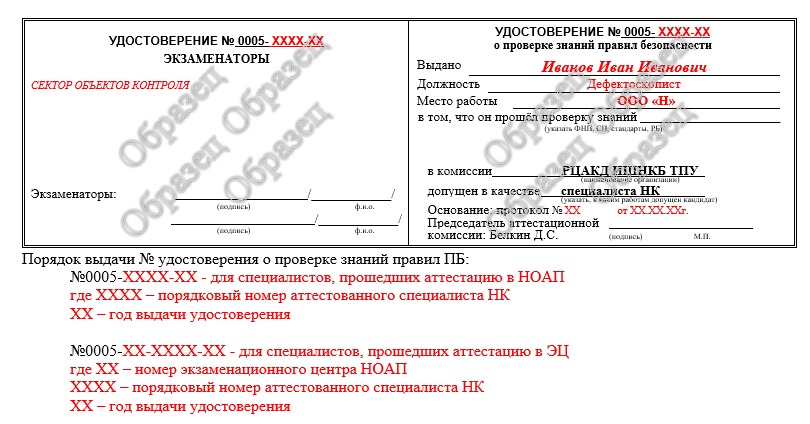 УДОСТОВЕРЕНИЕ № 0005- XXXX-XX
ЭКЗАМЕНАТОРЫ
СЕКТОР ОБЪЕКТОВ КОНТРОЛЯ
Экзаменаторы:
/ /
(подпись) ф.и.о.
/ /
(подпись) ф.и.о.
Образец Образец
Образец Образец
УДОСТОВЕРЕНИЕ № 0005- XXXX-XX
о проверке знаний правил безопасности
Выдано Иванов Иван Иванович
Должность Дефектоскопист
Место работы ООО «Н»
в том, что он прошёл проверку знаний
(указать ФНП, СП, стандарты, РБ)
в комиссии РЦАКД ИШНКБ ТПУ
(наименование организации)
допущен в качестве специалиста НК
(указать, к каким работам допущен кандидат)
Основание: протокол № XX от XX.XX.XXг.
Председатель аттестационной
комиссии: Белкин Д.С.
(подпись) М.П.
Образец Образец
Образец Образец
Порядок выдачи № удостоверения о проверке знаний правил ПБ:
№0005-XXXX-XX - для специалистов, прошедших аттестацию в НОАП
где XXXX – порядковый номер аттестованного специалиста НК
XX – год выдачи удостоверения
№0005-XX-XXXX-XX - для специалистов, прошедших аттестацию в ЭЦ
где XX – номер экзаменационного центра НОАП
XXXX – порядковый номер аттестованного специалиста НК
XX – год выдачи удостоверения